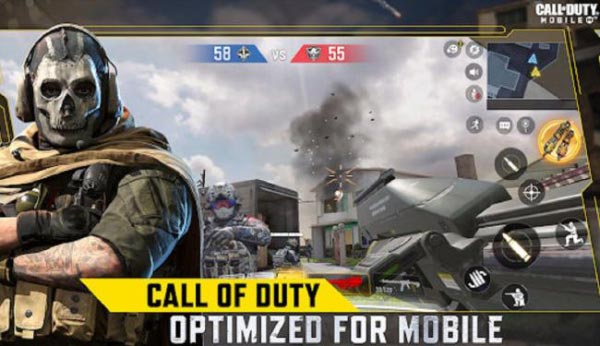 CALL OF DUTY
MOBILE
58 VS 55
CALL OF DUTY
OPTIMIZED FOR MOBILE